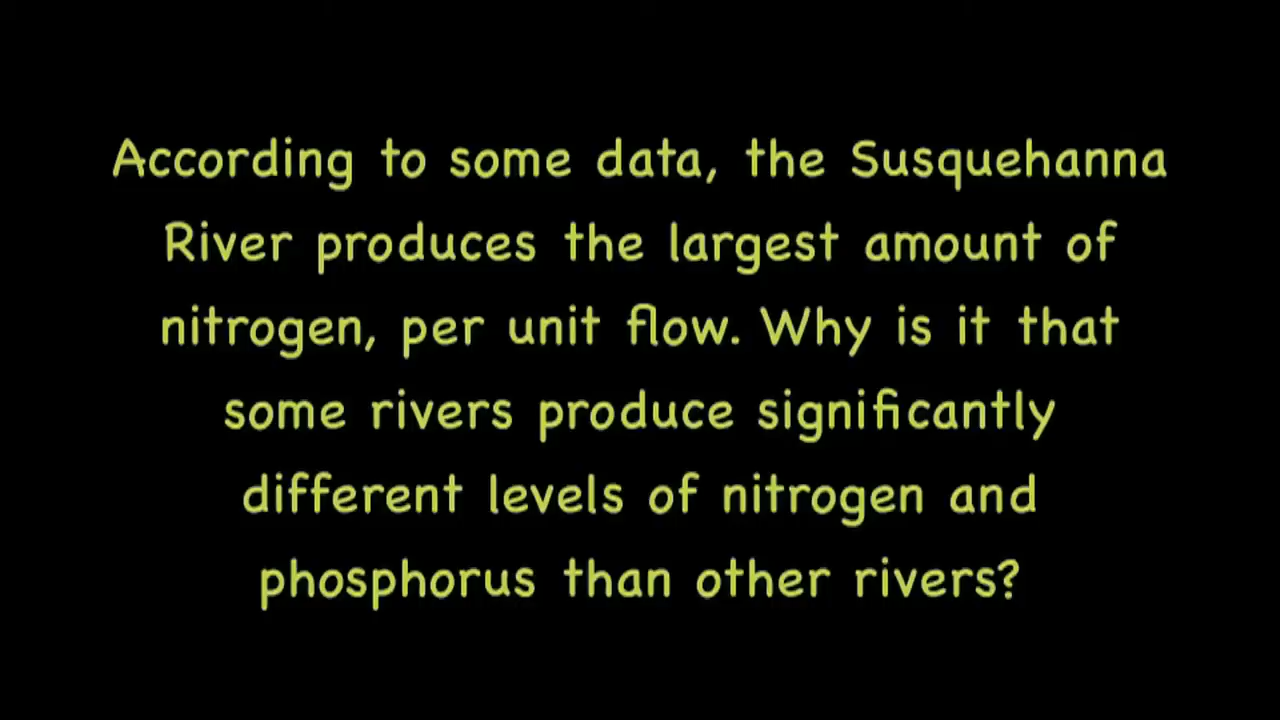 According to some data, the Susquehanna
River produces the largest amount of
nitrogen, per unit flow. Why is it that
some rivers produce significantly
different levels of nitrogen and
phosphorus than other rivers?